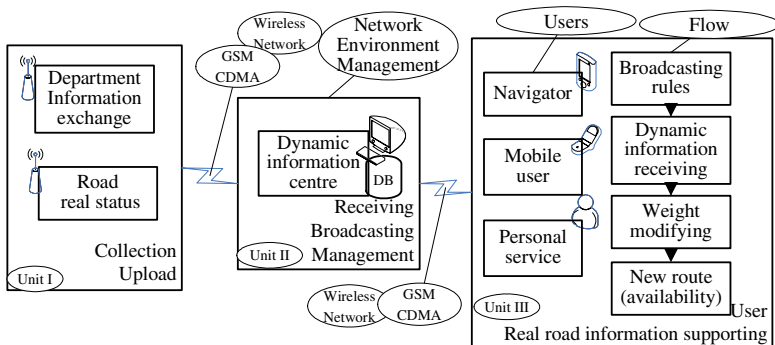 Department
Information
exchange
Road
real status
Collection
Upload
Unit I
Wireless
Network
GSM
CDMA
Network
Environment
Management
Dynamic
information
centre
DB
Receiving
Broadcasting
Management
Unit II
Wireless
Network
GSM
CDMA
Users
Flow
Navigator
Mobile
user
Personal
service
Broadcasting
rules
Dynamic
information
receiving
Weight
modifying
New route
(availability)
Unit III
User
Real road information supporting